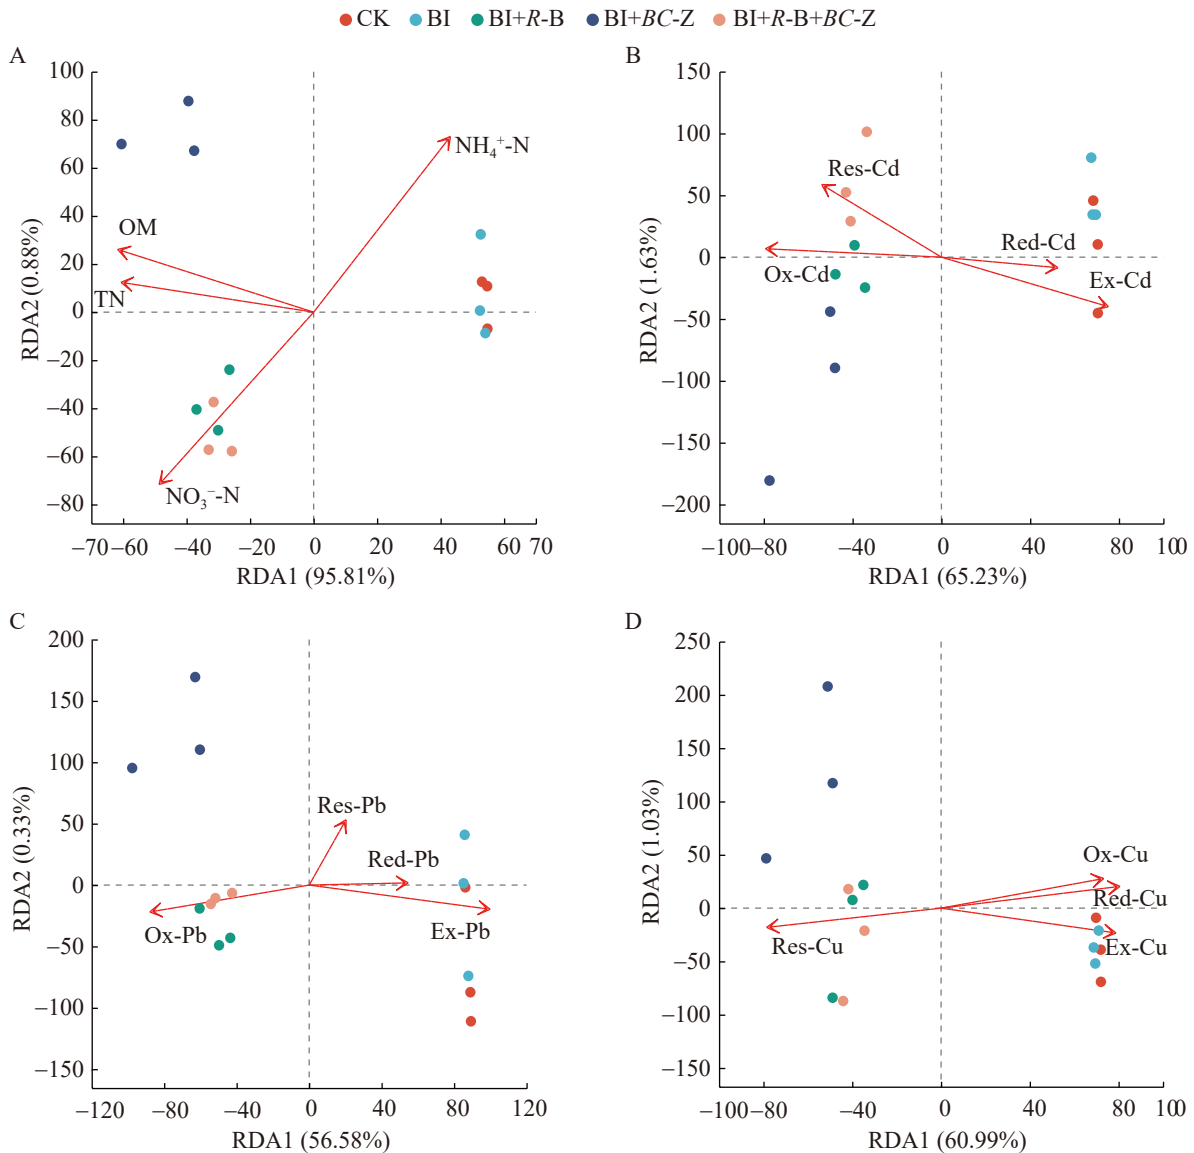 CK BI BI+R-B BI+BC-Z BI+R-B+BC-Z
A
RDA2 (0.88%)
100
80
60
40
20
0
−20
−40
−60
−80
NH₄⁺-N
OM
TN
NO₃⁻-N
−70 −60 −40 −20 0 20 40 60 70
RDA1 (95.81%)
B
RDA2 (1.63%)
150
100
50
0
−50
−100
−150
−200
Res-Cd
Red-Cd
Ox-Cd
Ex-Cd
−100 −80 −40 0 40 80 100
RDA1 (65.23%)
C
RDA2 (0.33%)
200
150
100
50
0
−50
−100
−150
Res-Pb
Red-Pb
Ox-Pb
Ex-Pb
−120 −80 −40 0 40 80 120
RDA1 (56.58%)
D
RDA2 (1.03%)
250
200
150
100
50
0
−50
−100
−150
Ox-Cu
Red-Cu
Res-Cu
Ex-Cu
−100 −80 −40 0 40 80 100
RDA1 (60.99%)